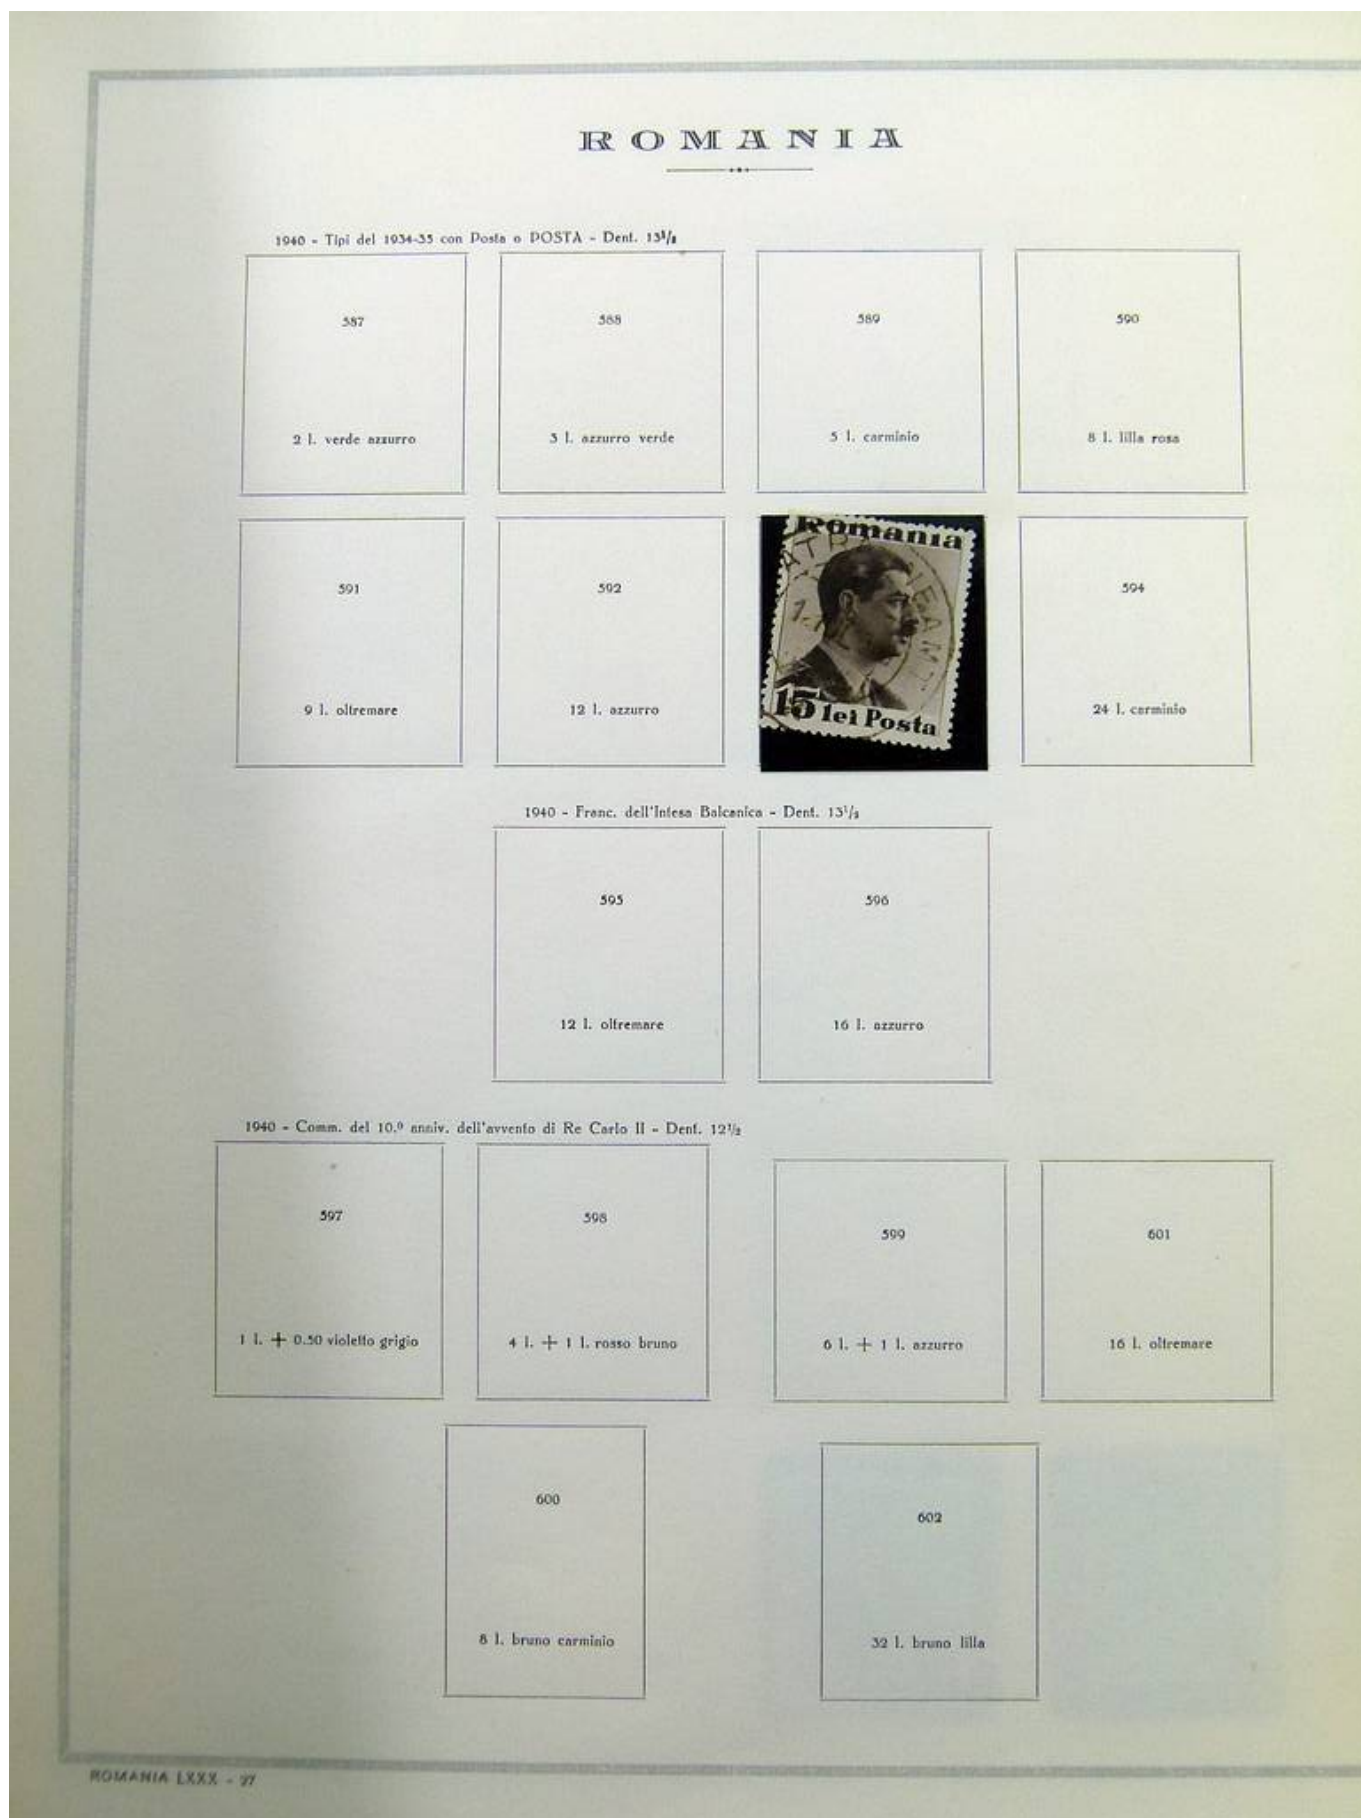 ROMANIA
1940 - Tipi del 1934-35 con Posta o POSTA - Dent. 13½
587
588
589
590
2 l. verde azzurro
3 l. azzurro verde
5 l. carminio
8 l. lilla rosa
591
592
594
9 l. oltremare
12 l. azzurro
24 l. carminio
Romania
15 lei Posta
1940 - Franc. dell'Intesa Balcanica - Dent. 13½
595
596
12 l. oltremare
16 l. azzurro
1940 - Comm. del 10.º anniv. dell'avvento di Re Carlo II - Dent. 12½
597
598
599
601
1 l. + 0.50 violetto grigio
4 l. + 1 l. rosso bruno
6 l. + 1 l. azzurro
16 l. oltremare
600
602
8 l. bruno carminio
32 l. bruno lilla
ROMANIA LXXX - 27